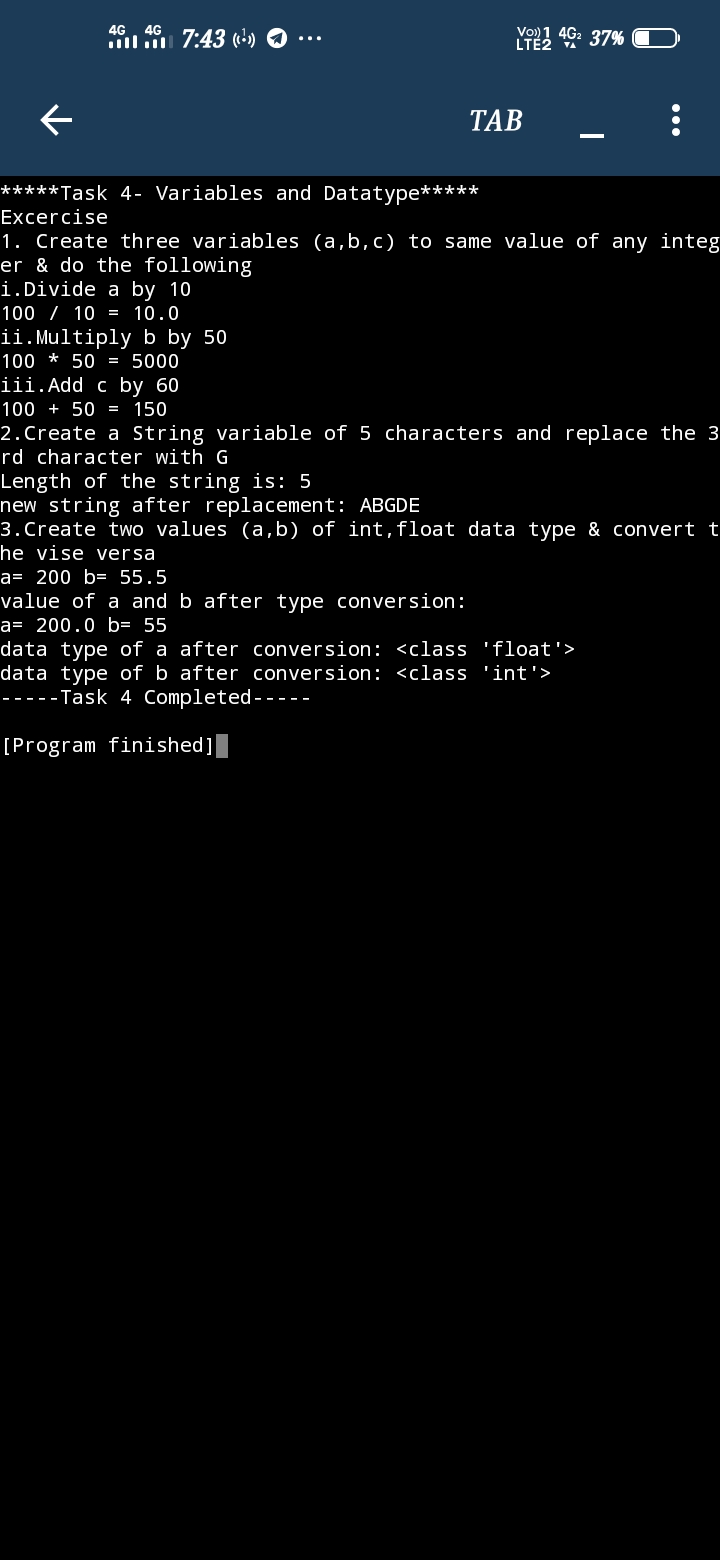 4G 4G 7:43 Vo)) 1 LTE2 4G2 37%
TAB
*****Task 4- Variables and Datatype*****
Excercise
1. Create three variables (a,b,c) to same value of any integ
er & do the following
i.Divide a by 10
100 / 10 = 10.0
ii.Multiply b by 50
100 * 50 = 5000
iii.Add c by 60
100 + 50 = 150
2.Create a String variable of 5 characters and replace the 3
rd character with G
Length of the string is: 5
new string after replacement: ABGDE
3.Create two values (a,b) of int,float data type & convert t
he vise versa
a= 200 b= 55.5
value of a and b after type conversion:
a= 200.0 b= 55
data type of a after conversion: <class 'float'>
data type of b after conversion: <class 'int'>
-----Task 4 Completed-----
[Program finished]